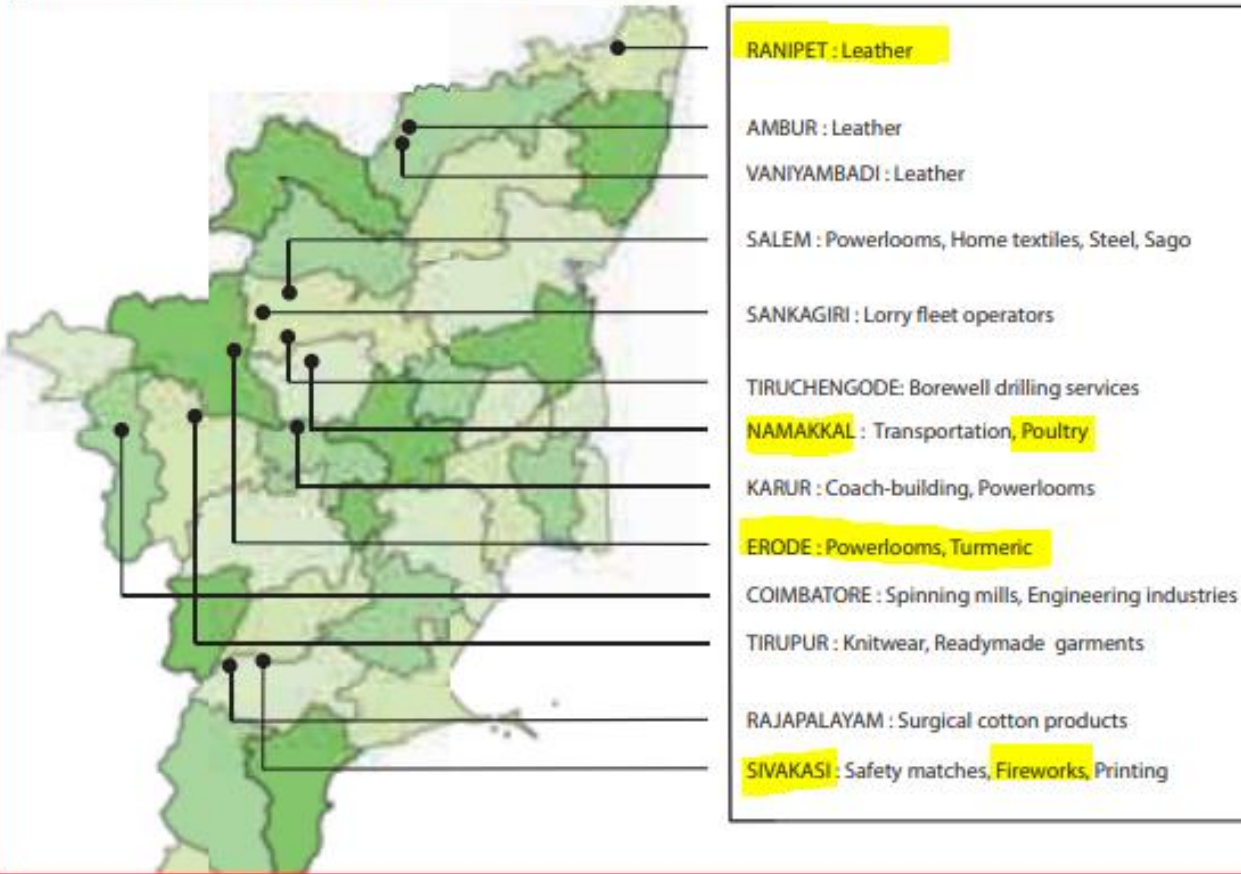 RANIPET : Leather
AMBUR : Leather
VANIYAMBADI : Leather
SALEM : Powerlooms, Home textiles, Steel, Sago
SANKAGIRI : Lorry fleet operators
TIRUCHENGODE: Borewell drilling services
NAMAKKAL : Transportation, Poultry
KARUR : Coach-building, Powerlooms
ERODE : Powerlooms, Turmeric
COIMBATORE : Spinning mills, Engineering industries
TIRUPUR : Knitwear, Readymade garments
RAJAPALAYAM : Surgical cotton products
SIVAKASI : Safety matches, Fireworks, Printing